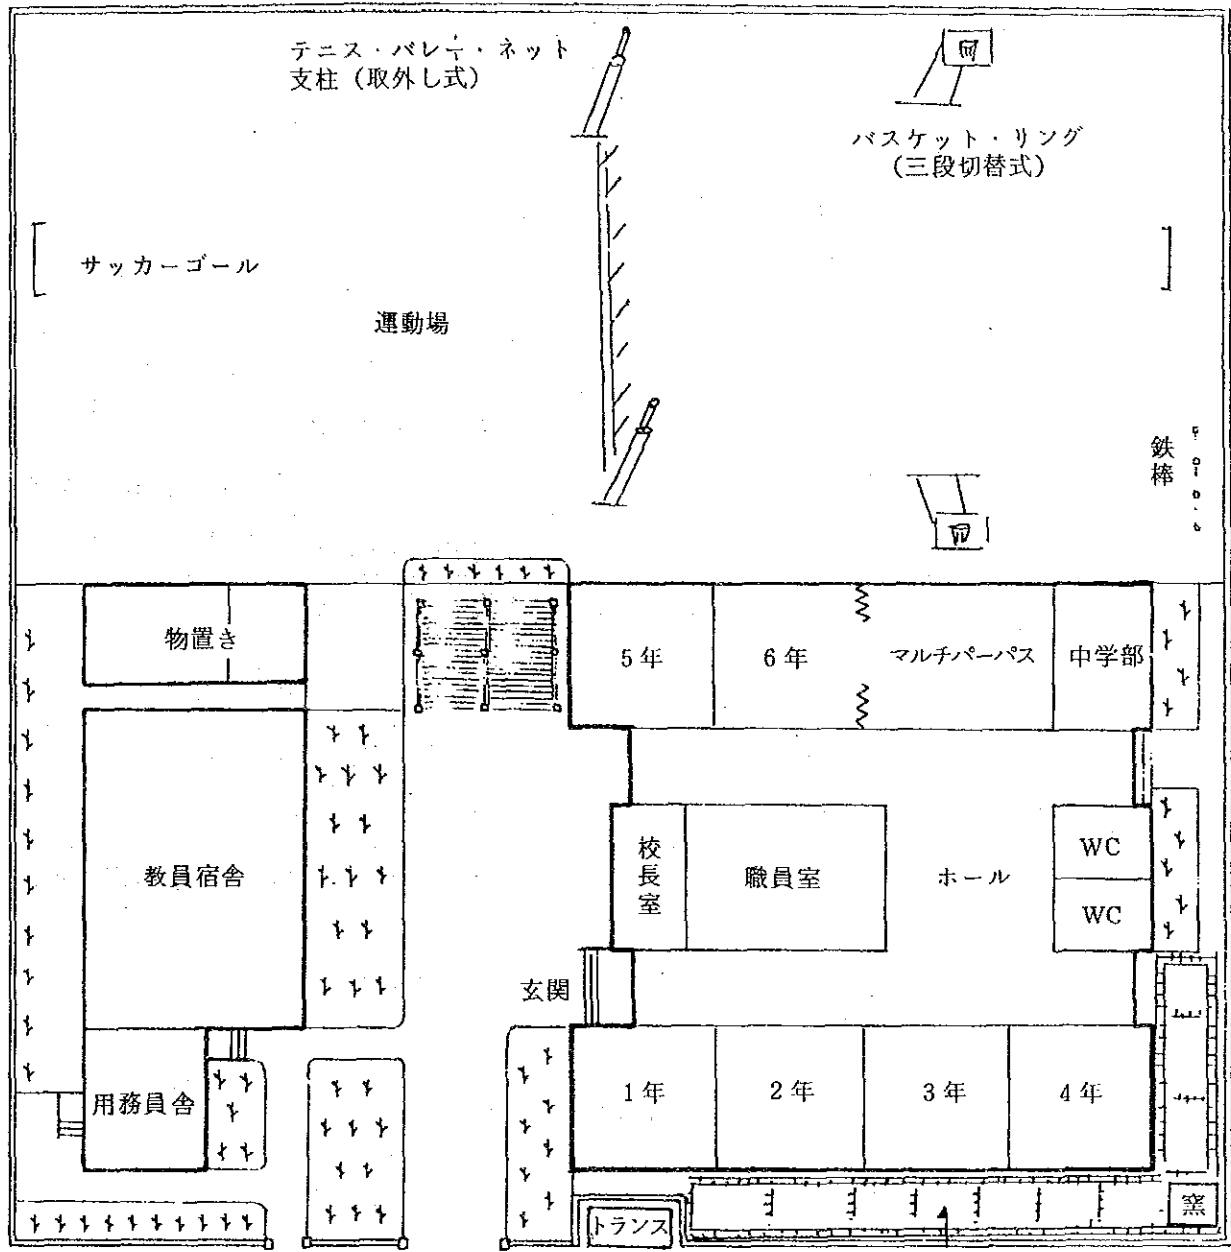 テニス・バレー・ネット
支柱（取外し式）
バスケット・リング
（三段切替式）
サッカーゴール
運動場
鉄棒
物置き
5年
6年
マルチパーパス
中学部
教員宿舎
校長室
職員室
ホール
WC
WC
玄関
用務員舎
1年
2年
3年
4年
トランス
窯